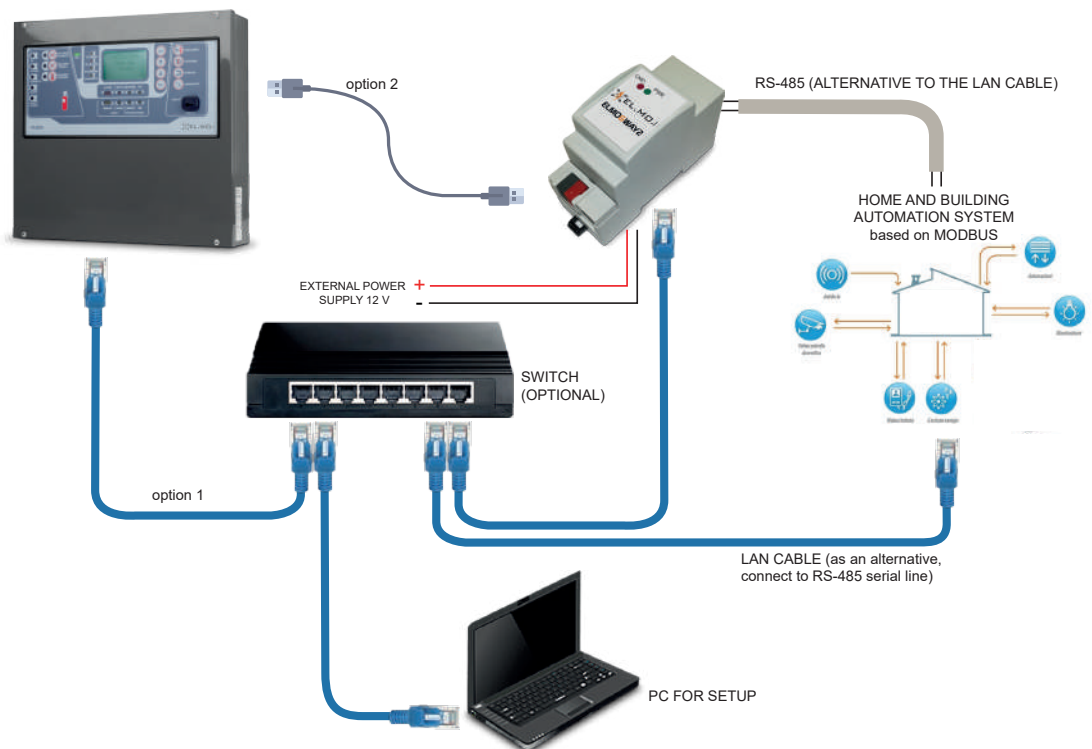 option 2
RS-485 (ALTERNATIVE TO THE LAN CABLE)
EL.MO.
HOME AND BUILDING
AUTOMATION SYSTEM
based on MODBUS
EXTERNAL POWER
SUPPLY 12 V
+
-
SWITCH
(OPTIONAL)
option 1
LAN CABLE (as an alternative,
connect to RS-485 serial line)
PC FOR SETUP